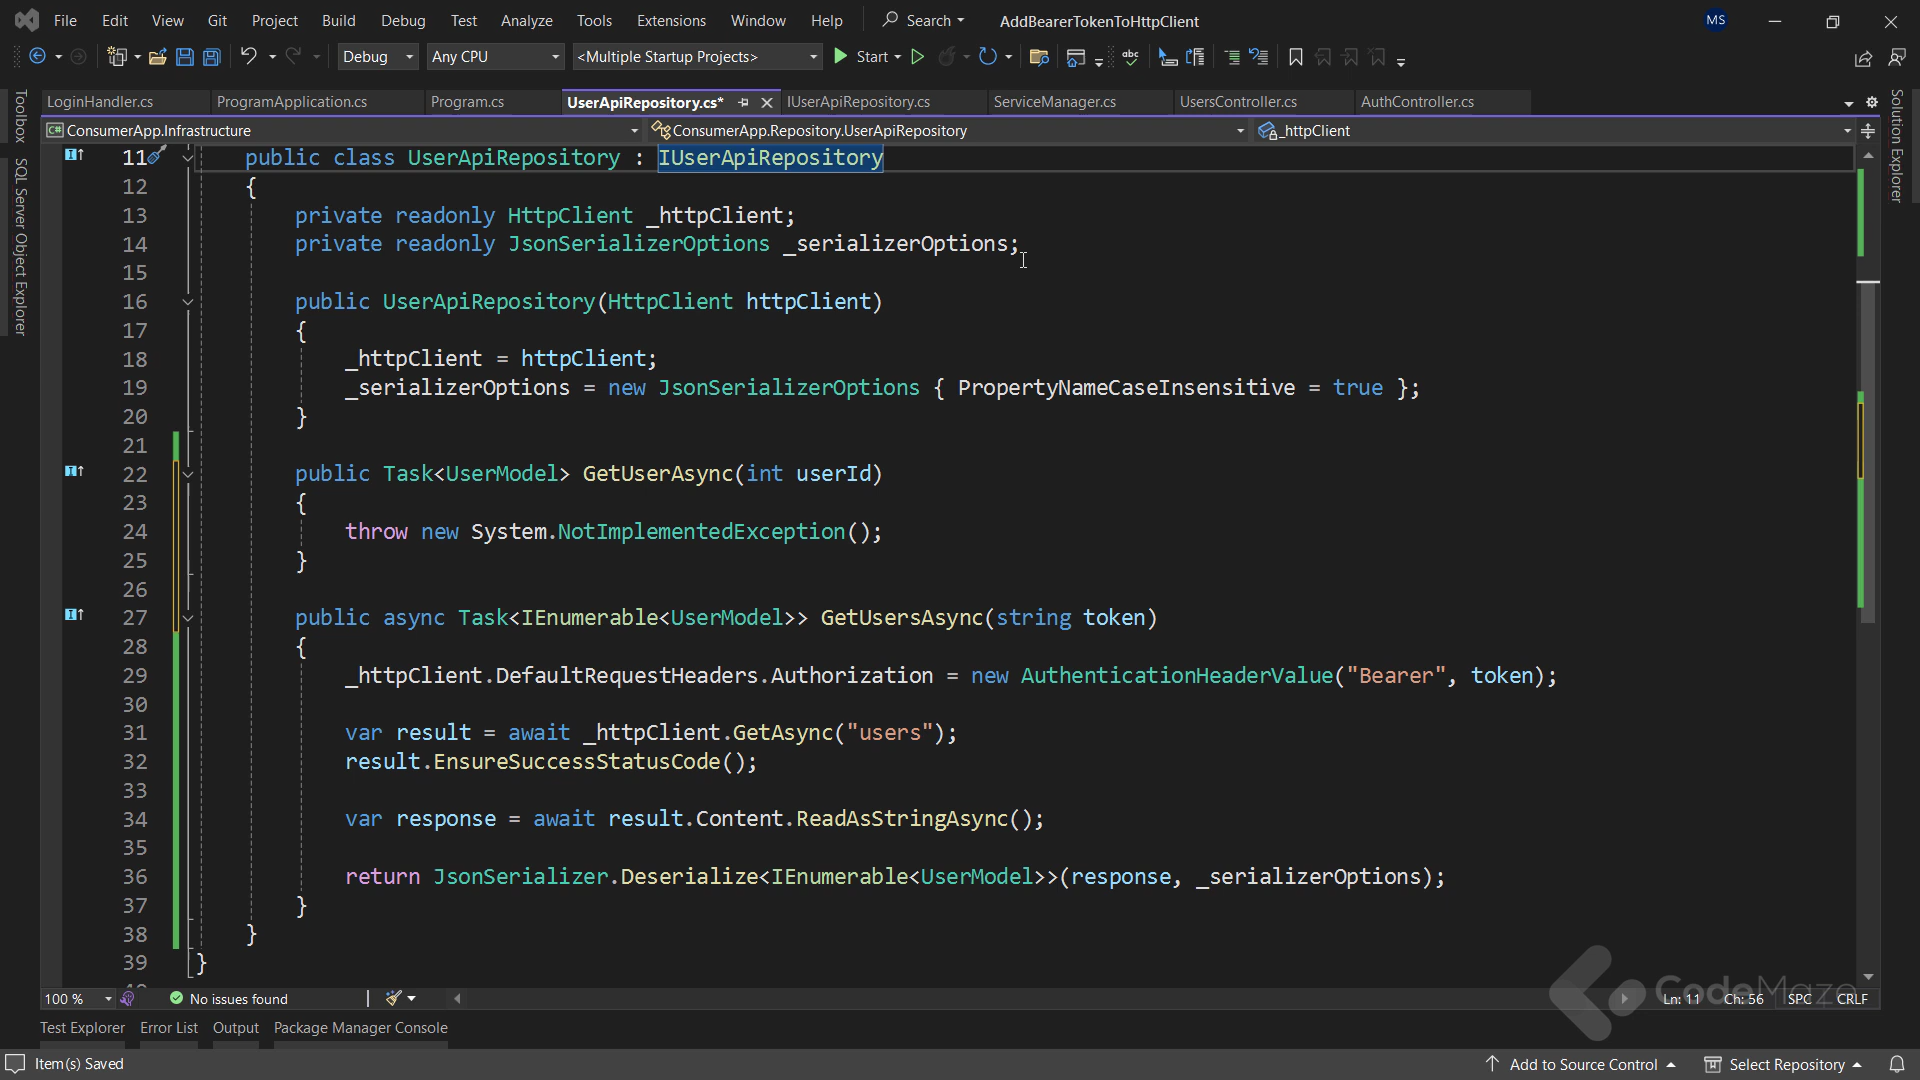 File Edit View Git Project Build Debug Test Analyze Tools Extensions Window Help Search AddBearerTokenToHttpClient MS
Debug Any CPU <Multiple Startup Projects> Start
LoginHandler.cs ProgramApplication.cs Program.cs UserApiRepository.cs* IUserApiRepository.cs ServiceManager.cs UsersController.cs AuthController.cs
Toolbox
SQL Server Object Explorer
Solution Explorer
C# ConsumerApp.Infrastructure ConsumerApp.Repository.UserApiRepository _httpClient
11 public class UserApiRepository : IUserApiRepository
12 {
13 private readonly HttpClient _httpClient;
14 private readonly JsonSerializerOptions _serializerOptions;
15
16 public UserApiRepository(HttpClient httpClient)
17 {
18 _httpClient = httpClient;
19 _serializerOptions = new JsonSerializerOptions { PropertyNameCaseInsensitive = true };
20 }
21
22 public Task<UserModel> GetUserAsync(int userId)
23 {
24 throw new System.NotImplementedException();
25 }
26
27 public async Task<IEnumerable<UserModel>> GetUsersAsync(string token)
28 {
29 _httpClient.DefaultRequestHeaders.Authorization = new AuthenticationHeaderValue("Bearer", token);
30
31 var result = await _httpClient.GetAsync("users");
32 result.EnsureSuccessStatusCode();
33
34 var response = await result.Content.ReadAsStringAsync();
35
36 return JsonSerializer.Deserialize<IEnumerable<UserModel>>(response, _serializerOptions);
37 }
38 }
39 }
100 % No issues found Ln: 11 Ch: 56 SPC CRLF
CodeMaze
Test Explorer Error List Output Package Manager Console
Item(s) Saved Add to Source Control Select Repository